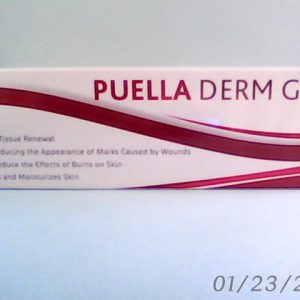 PUELLA DERM G
Tissue Renewal
ducing the Appearance of Marks Caused by Wounds
educe the Effects of Burns on Skin
and Moisturizes Skin
01/23/2